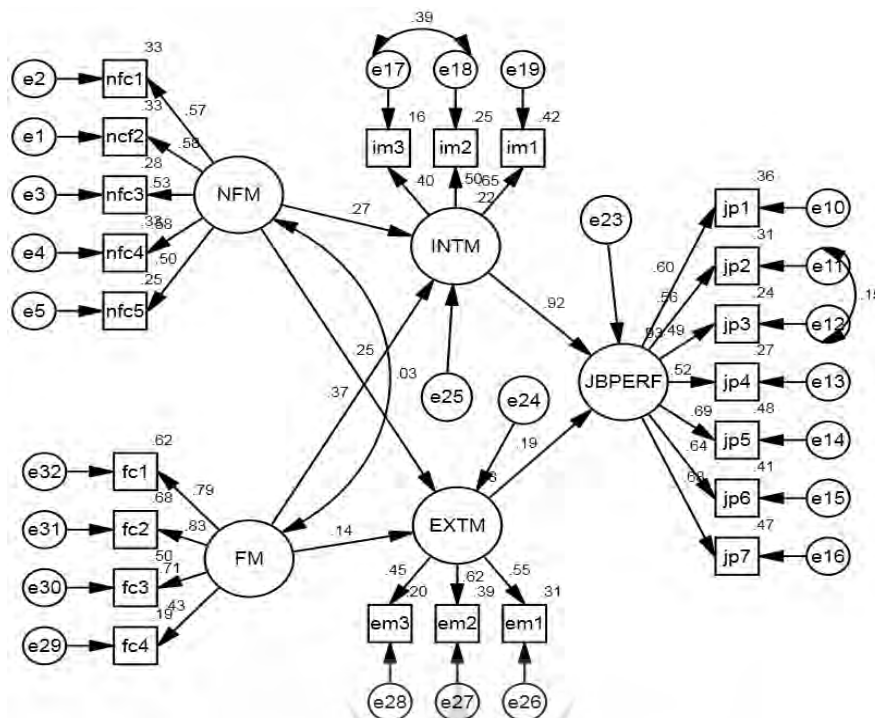 .39
e17 e18 e19
.16 .25 .42
im3 im2 im1
.40 .50 .65
.22
INTM
e2 nfc1 .33
e1 ncf2 .33
e3 nfc3 .28
e4 nfc4
e5 nfc5 .25
.57
.58
.53
.50
NFM
.27
.25
.03
.37
.14
e25
e24
e23
.92
.19
JBPERF
.93
.36
jp1 e10
.31
jp2 e11
.24
jp3 e12
.15
.27
jp4 e13
.48
jp5 e14
.41
jp6 e15
.47
jp7 e16
.60
.56
.49
.52
.69
.64
e32 fc1 .62
e31 fc2 .68
e30 fc3 .50
e29 fc4 .19
.79
.83
.71
.43
FM
EXTM
.45 .62 .55
.20 .39 .31
em3 em2 em1
e28 e27 e26